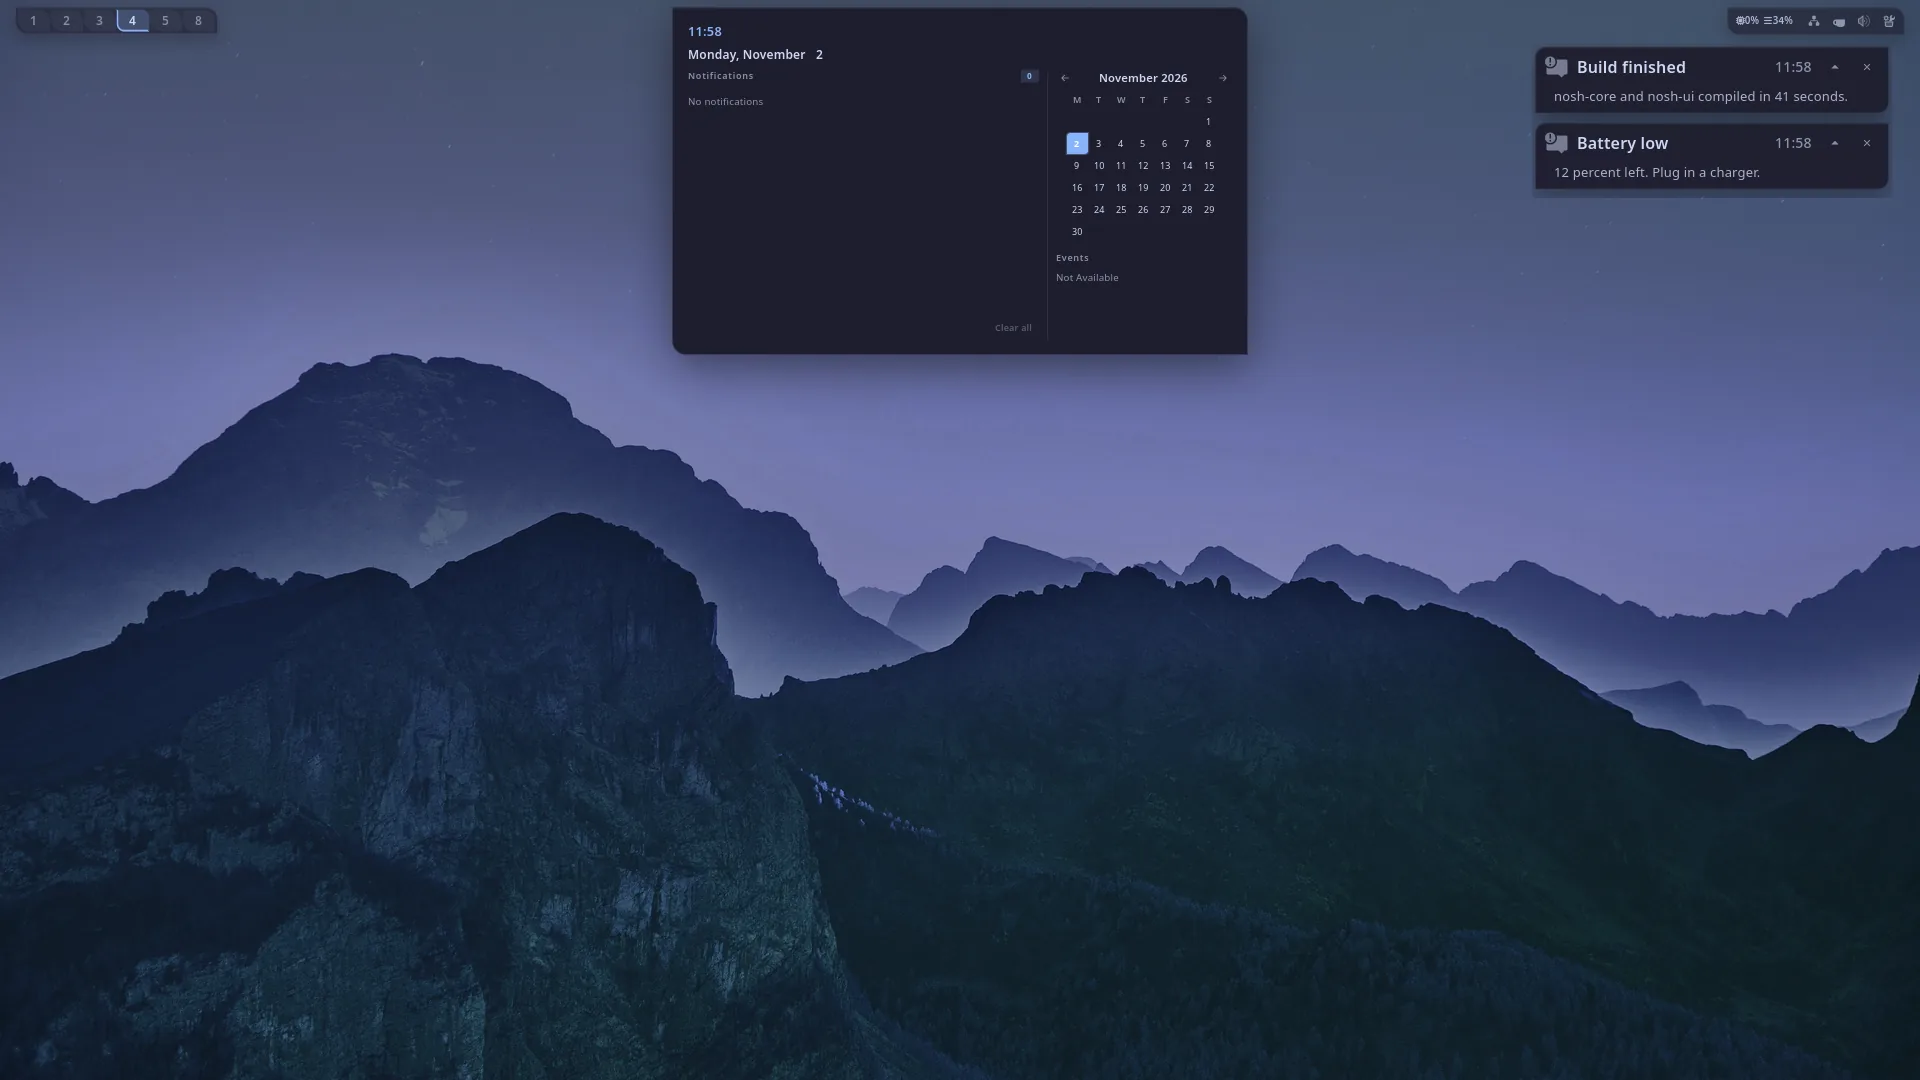 1 2 3 4 5 8
11:58
Monday, November 2
Notifications 0
No notifications
Clear all
November 2026
M T W T F S S
1
2 3 4 5 6 7 8
9 10 11 12 13 14 15
16 17 18 19 20 21 22
23 24 25 26 27 28 29
30
Events
Not Available
0% 34%
Build finished 11:58
nosh-core and nosh-ui compiled in 41 seconds.
Battery low 11:58
12 percent left. Plug in a charger.